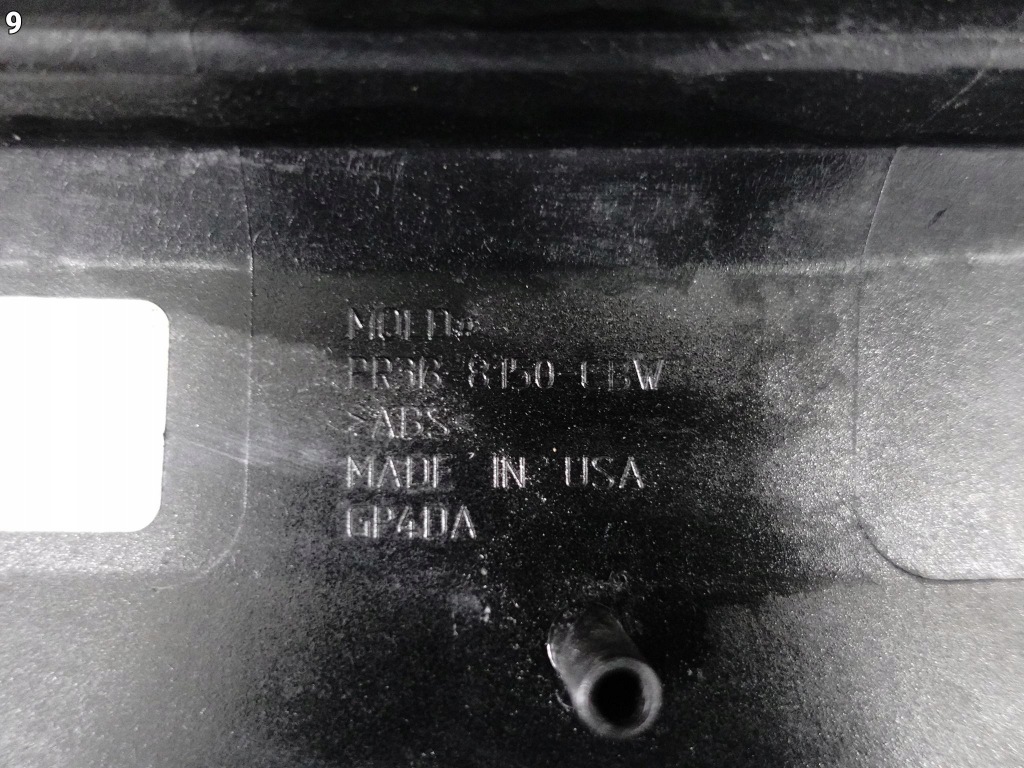 9
MOLD#
FR3B 8150 CBW
>ABS<
MADE IN USA
GP4DA